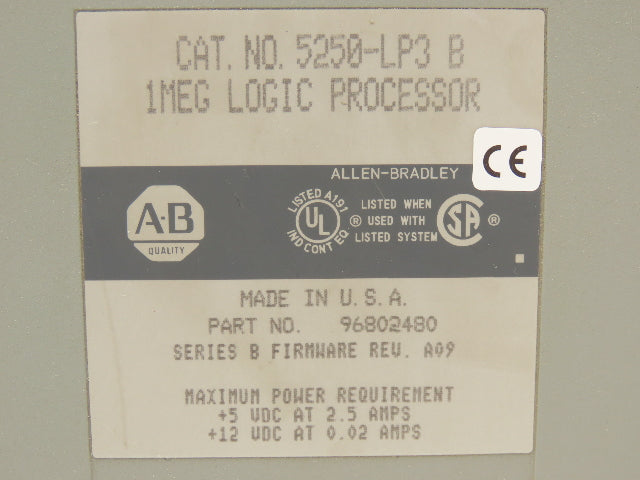 CAT. NO. 5250-LP3 B
1MEG LOGIC PROCESSOR
ALLEN-BRADLEY
CE
A-B
QUALITY
LISTED A191
UL ®
IND CONT EQ
LISTED WHEN
USED WITH
LISTED SYSTEM
SA ®
MADE IN U.S.A.
PART NO. 96802480
SERIES B FIRMWARE REV. A09
MAXIMUM POWER REQUIREMENT
+5 VDC AT 2.5 AMPS
+12 VDC AT 0.02 AMPS